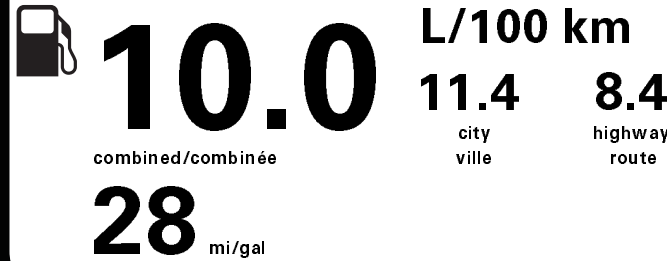 10.0 L/100 km
11.4 8.4
city highway
combined/combinée ville route
28 mi/gal